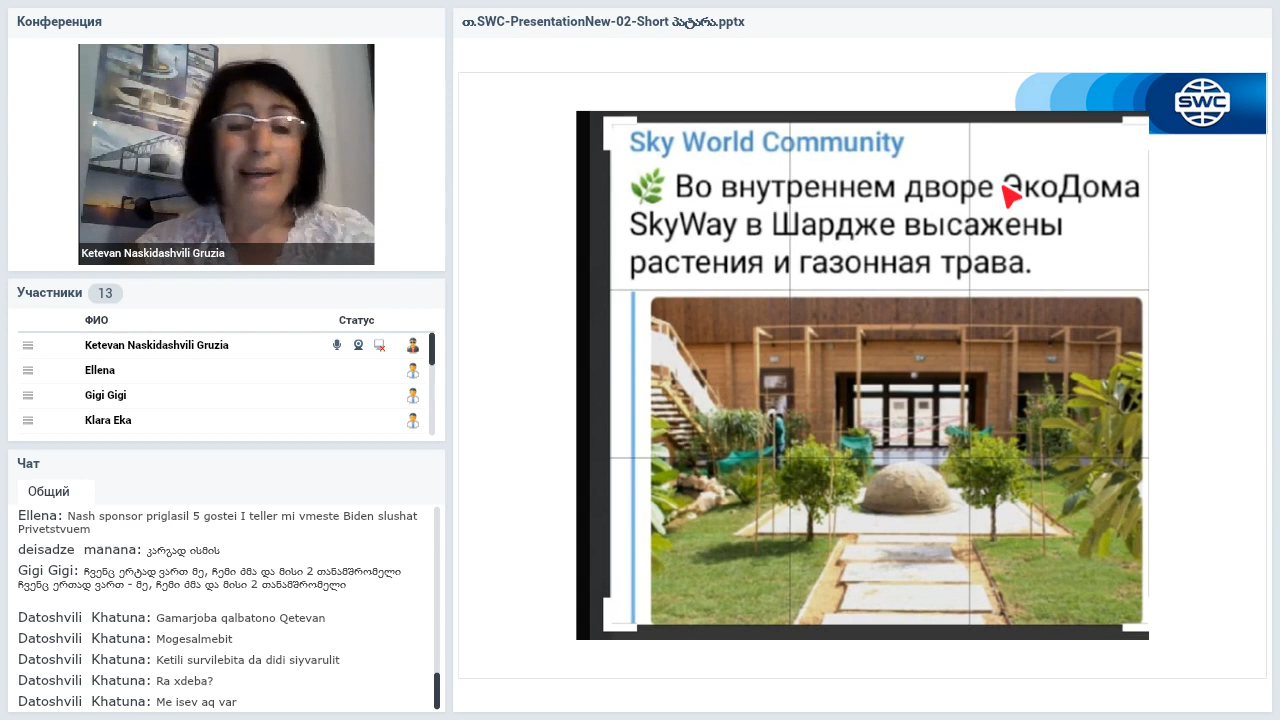 Конференция
Ketevan Naskidashvili Gruzia
Участники 13
ФИО Статус
Ketevan Naskidashvili Gruzia
Ellena
Gigi Gigi
Klara Eka
Чат
Общий
Ellena: Nash sponsor priglasil 5 gostei I teller mi vmeste Biden slushat
Privetstvuem
deisadze manana: კარგად ისმის
Gigi Gigi: ჩვენც ერტად ვართ მე, ჩემი ძმა და მისი 2 თანამშრომელი
ჩვენც ერთად ვართ - მე, ჩემი ძმა და მისი 2 თანამშრომელი
Datoshvili Khatuna: Gamarjoba qalbatono Qetevan
Datoshvili Khatuna: Mogesalmebit
Datoshvili Khatuna: Ketili survilebita da didi siyvarulit
Datoshvili Khatuna: Ra xdeba?
Datoshvili Khatuna: Me isev aq var
თ.SWC-PresentationNew-02-Short პატარა.pptx
SWC
Sky World Community
Во внутреннем дворе ЭкоДома
SkyWay в Шардже высажены
растения и газонная трава.